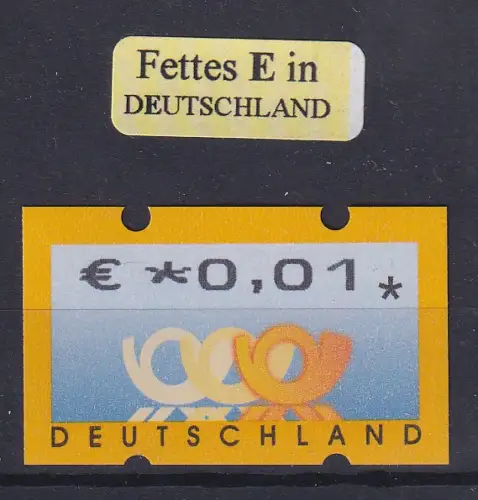 Fettes E in
DEUTSCHLAND
€ *0,01*
DEUTSCHLAND